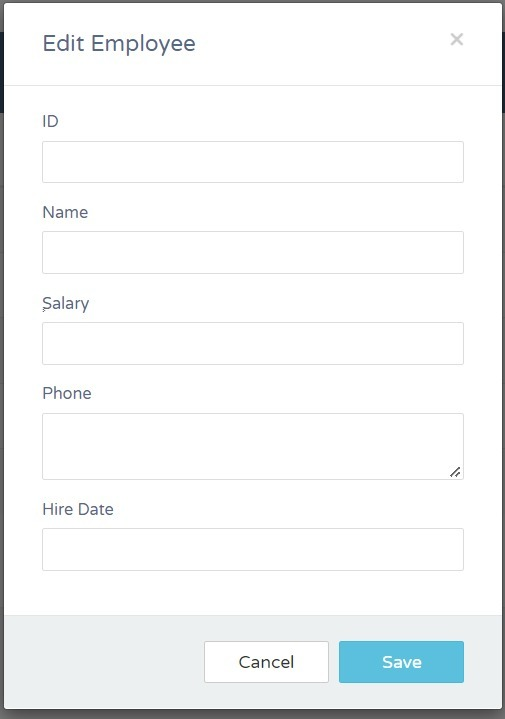 Edit Employee ×
ID
Name
Salary
Phone
Hire Date
Cancel Save